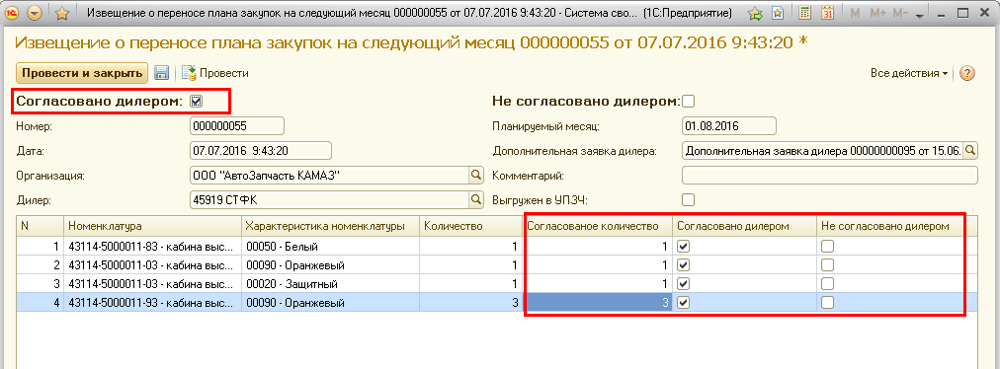 Извещение о переносе плана закупок на следующий месяц 000000055 от 07.07.2016 9:43:20 - Система сво... (1С:Предприятие)
M M+ M-
Извещение о переносе плана закупок на следующий месяц 000000055 от 07.07.2016 9:43:20 *
Провести и закрыть Провести Все действия
Согласовано дилером: Не согласовано дилером:
Номер: 000000055 Планируемый месяц: 01.08.2016
Дата: 07.07.2016 9:43:20 Дополнительная заявка дилера: Дополнительная заявка дилера 00000000095 от 15.06.
Организация: ООО "АвтоЗапчасть КАМАЗ" Комментарий:
Дилер: 45919 СТФК Выгружен в УПЗЧ:
N Номенклатура Характеристика номенклатуры Количество Согласованое количество Согласовано дилером Не согласовано дилером
1 43114-5000011-83 - кабина выс... 00050 - Белый 1 1
2 43114-5000011-03 - кабина выс... 00090 - Оранжевый 1 1
3 43114-5000011-03 - кабина выс... 00020 - Защитный 1 1
4 43114-5000011-93 - кабина выс... 00090 - Оранжевый 3 3